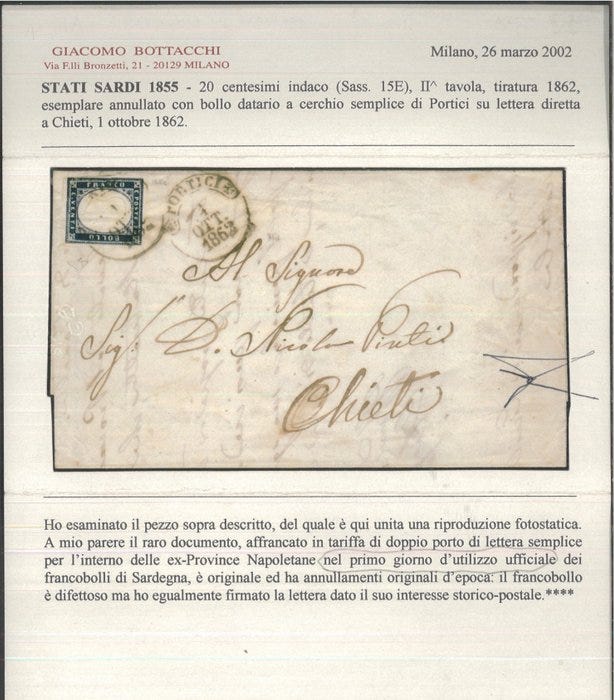 GIACOMO BOTTACCHI
Via F.lli Bronzetti, 21 - 20129 MILANO
Milano, 26 marzo 2002
STATI SARDI 1855 - 20 centesimi indaco (Sass. 15E), II^ tavola, tiratura 1862,
esemplare annullato con bollo datario a cerchio semplice di Portici su lettera diretta
a Chieti, 1 ottobre 1862.
FRANCO
BOLLO
PORTICI
1
OTT.
1862
Al Signore
Sig.r D. Nicola
Chieti
Ho esaminato il pezzo sopra descritto, del quale è qui unita una riproduzione fotostatica.
A mio parere il raro documento, affrancato in tariffa di doppio porto di lettera semplice
per l'interno delle ex-Province Napoletane nel primo giorno d'utilizzo ufficiale dei
francobolli di Sardegna, è originale ed ha annullamenti originali d'epoca: il francobollo
è difettoso ma ho egualmente firmato la lettera dato il suo interesse storico-postale.****